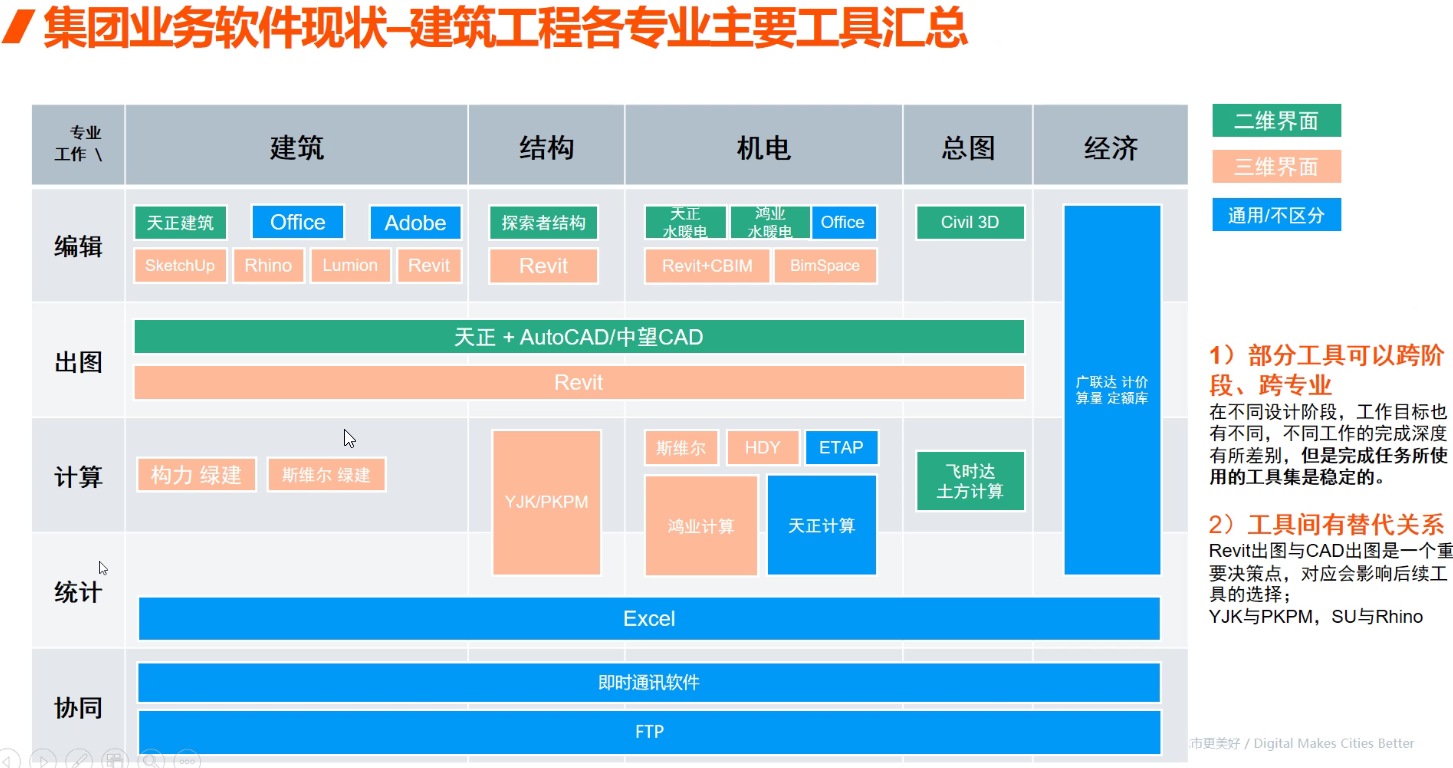 集团业务软件现状–建筑工程各专业主要工具汇总
专业
工作 \
建筑
结构
机电
总图
经济
二维界面
三维界面
通用/不区分
编辑
天正建筑
Office
Adobe
SketchUp
Rhino
Lumion
Revit
探索者结构
Revit
天正
水暖电
鸿业
水暖电
Office
Revit+CBIM
BimSpace
Civil 3D
广联达 计价
算量 定额库
出图
天正 + AutoCAD/中望CAD
Revit
计算
构力 绿建
斯维尔 绿建
YJK/PKPM
斯维尔
HDY
ETAP
鸿业计算
天正计算
飞时达
土方计算
统计
Excel
协同
即时通讯软件
FTP
1）部分工具可以跨阶
段、跨专业
在不同设计阶段，工作目标也
有不同，不同工作的完成深度
有所差别，但是完成任务所使
用的工具集是稳定的。
2）工具间有替代关系
Revit出图与CAD出图是一个重
要决策点，对应会影响后续工
具的选择；
YJK与PKPM，SU与Rhino
市更美好 / Digital Makes Cities Better